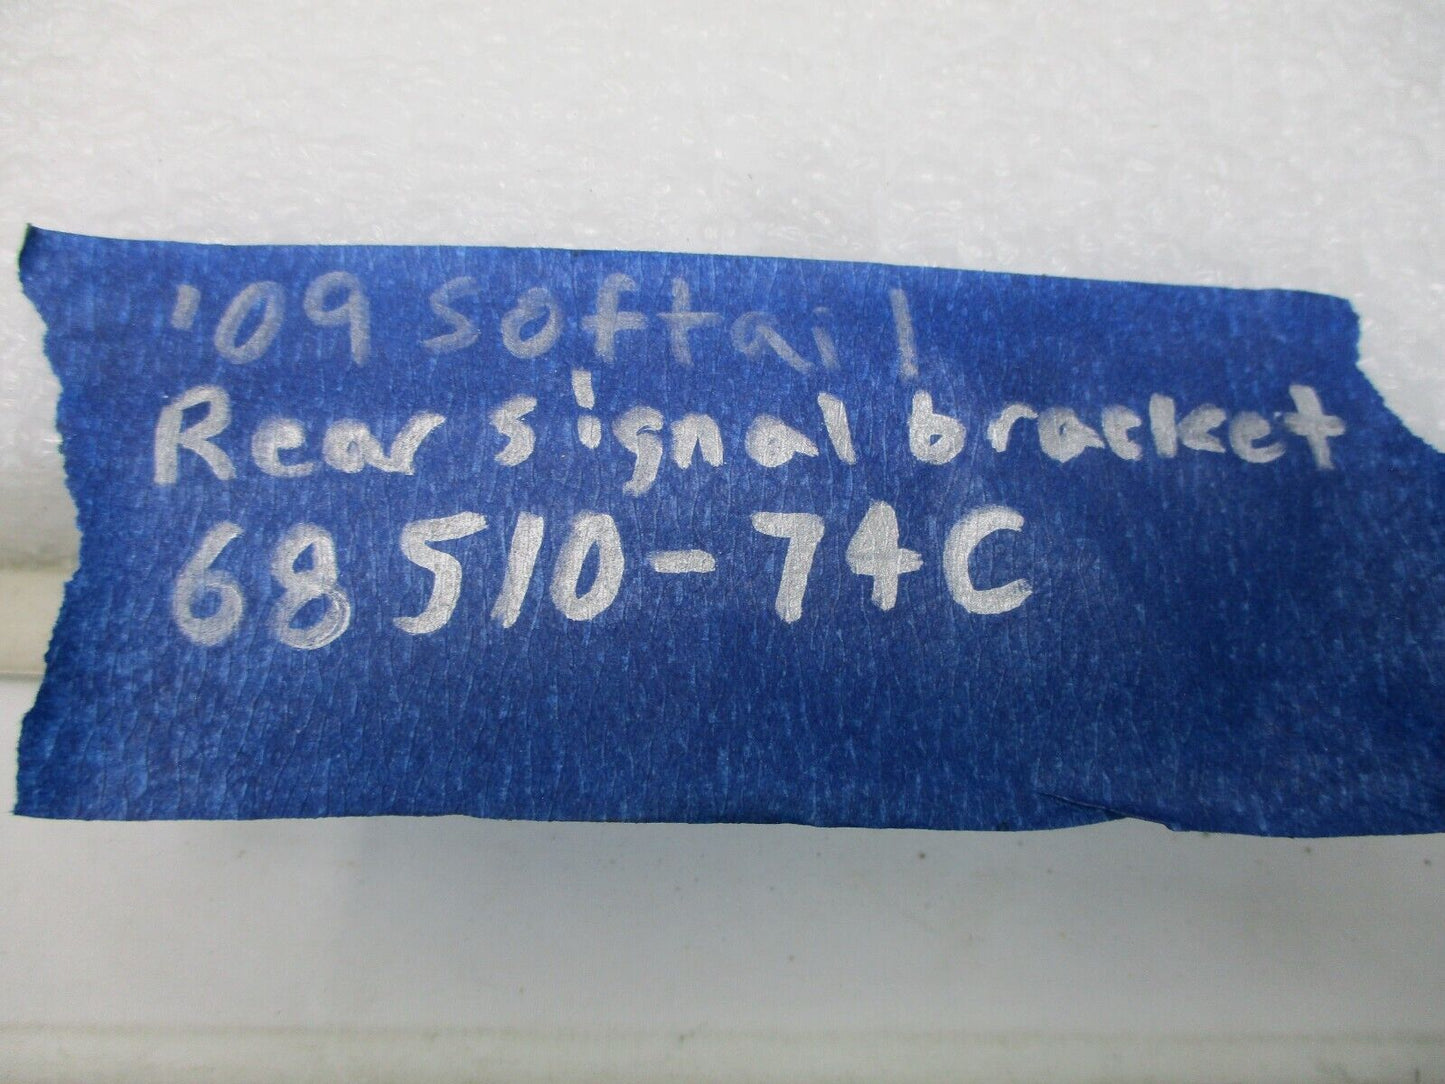 '09 Softail
Rear signal bracket
68510-74C